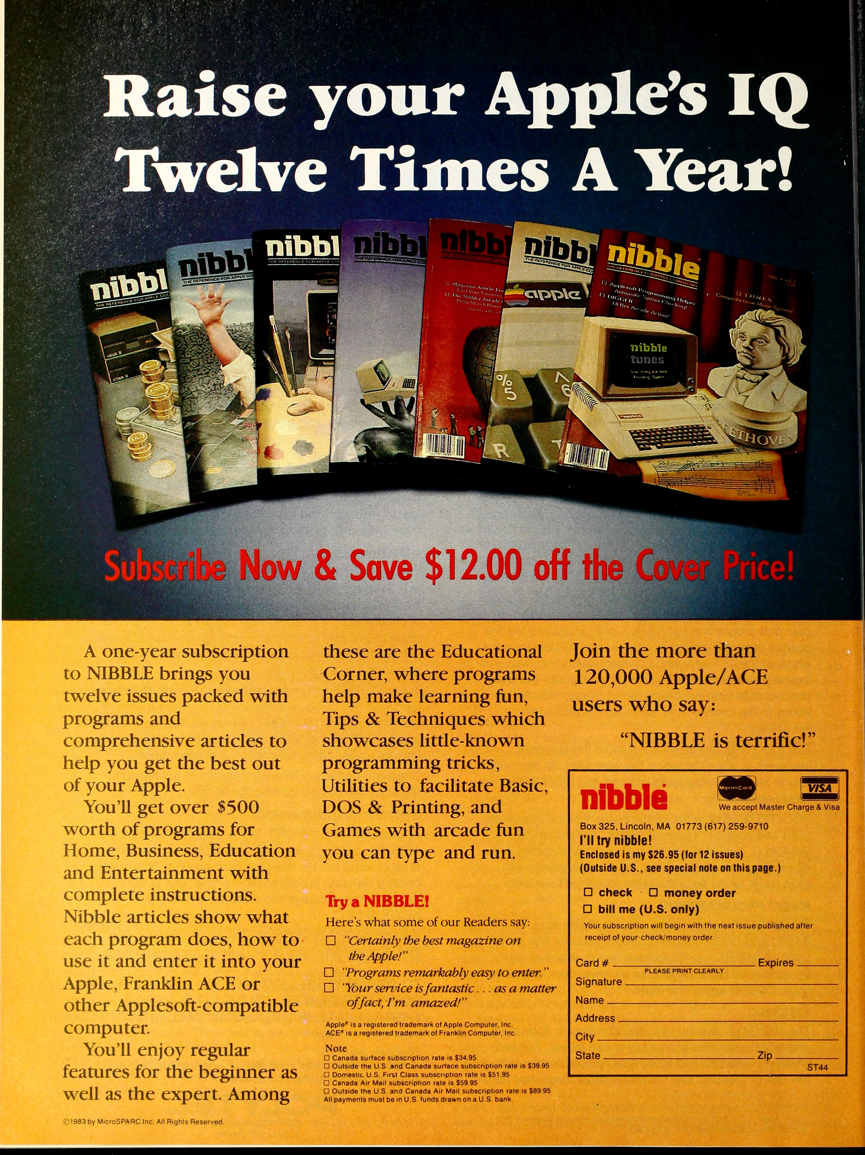 Raise your Apple's IQ
Twelve Times A Year!
nibbl
nibbl
nibbl
nibbl
nibbl
nibbl
nibble
apple
nibble
tunes
% 5
R
EETHOVE
Subscribe Now & Save $12.00 off the Cover Price!
A one-year subscription
to NIBBLE brings you
twelve issues packed with
programs and
comprehensive articles to
help you get the best out
of your Apple.
You'll get over $500
worth of programs for
Home, Business, Education
and Entertainment with
complete instructions.
Nibble articles show what
each program does, how to
use it and enter it into your
Apple, Franklin ACE or
other Applesoft-compatible
computer.
You'll enjoy regular
features for the beginner as
well as the expert. Among
these are the Educational
Corner, where programs
help make learning fun,
Tips & Techniques which
showcases little-known
programming tricks,
Utilities to facilitate Basic,
DOS & Printing, and
Games with arcade fun
you can type and run.
Try a NIBBLE!
Here's what some of our Readers say:
☐ "Certainly the best magazine on
the Apple!"
☐ "Programs remarkably easy to enter."
☐ "Your service is fantastic . . . as a matter
of fact, I'm amazed!"
Apple® is a registered trademark of Apple Computer, Inc.
ACE® is a registered trademark of Franklin Computer, Inc.
Note
☐ Canada surface subscription rate is $34.95
☐ Outside the U.S. and Canada surface subscription rate is $39.95
☐ Domestic U.S. First Class subscription rate is $51.95
☐ Canada Air Mail subscription rate is $59.95
☐ Outside the U.S. and Canada Air Mail subscription rate is $89.95
All payments must be in U.S. funds drawn on a U.S. bank.
Join the more than
120,000 Apple/ACE
users who say:
"NIBBLE is terrific!"
nibble®
MasterCard
VISA
We accept Master Charge & Visa
Box 325, Lincoln, MA 01773 (617) 259-9710
I'll try nibble!
Enclosed is my $26.95 (for 12 issues)
(Outside U.S., see special note on this page.)
☐ check ☐ money order
☐ bill me (U.S. only)
Your subscription will begin with the next issue published after
receipt of your check/money order.
Card # Expires
PLEASE PRINT CLEARLY
Signature
Name
Address
City
State Zip
ST44
©1983 by MicroSPARC Inc. All Rights Reserved.